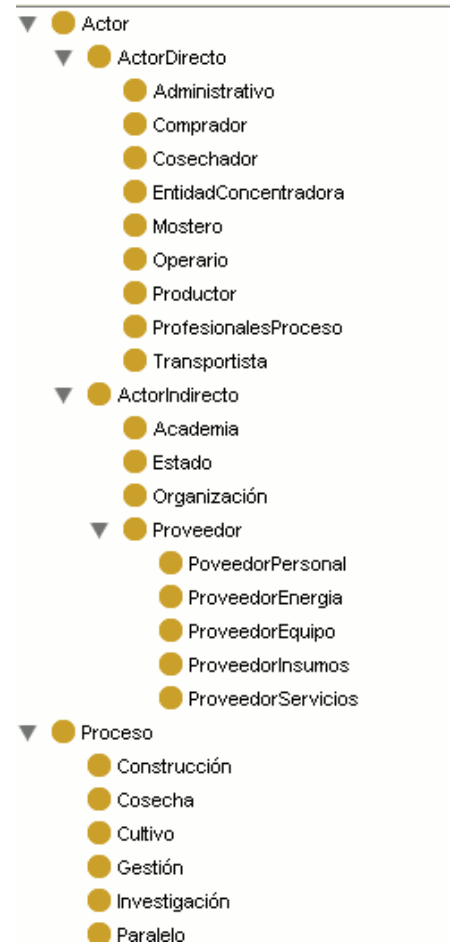 Actor
ActorDirecto
Administrativo
Comprador
Cosechador
EntidadConcentradora
Mostero
Operario
Productor
ProfesionalesProceso
Transportista
ActorIndirecto
Academia
Estado
Organización
Proveedor
PoveedorPersonal
ProveedorEnergia
ProveedorEquipo
ProveedorInsumos
ProveedorServicios
Proceso
Construcción
Cosecha
Cultivo
Gestión
Investigación
Paralelo